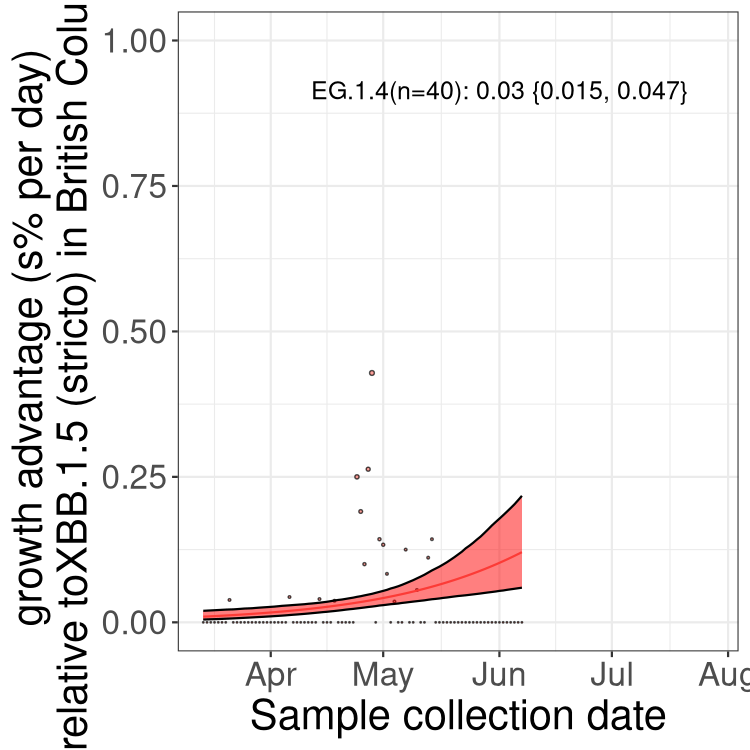 growth advantage (s% per day)
relative toXBB.1.5 (stricto) in British Colu
1.00
0.75
0.50
0.25
0.00
EG.1.4(n=40): 0.03 {0.015, 0.047}
Apr May Jun Jul Aug
Sample collection date